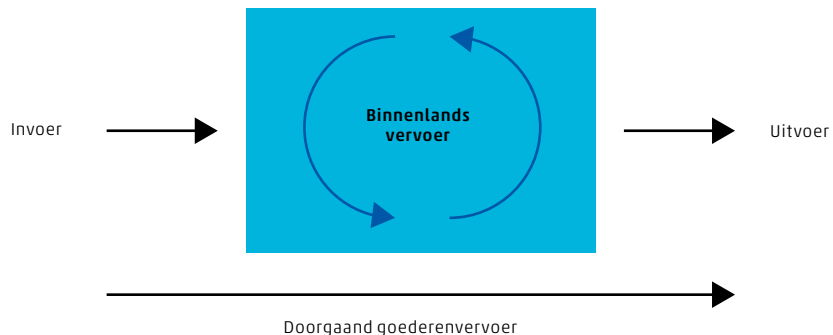 Invoer
Binnenlands
vervoer
Uitvoer
Doorgaand goederenvervoer